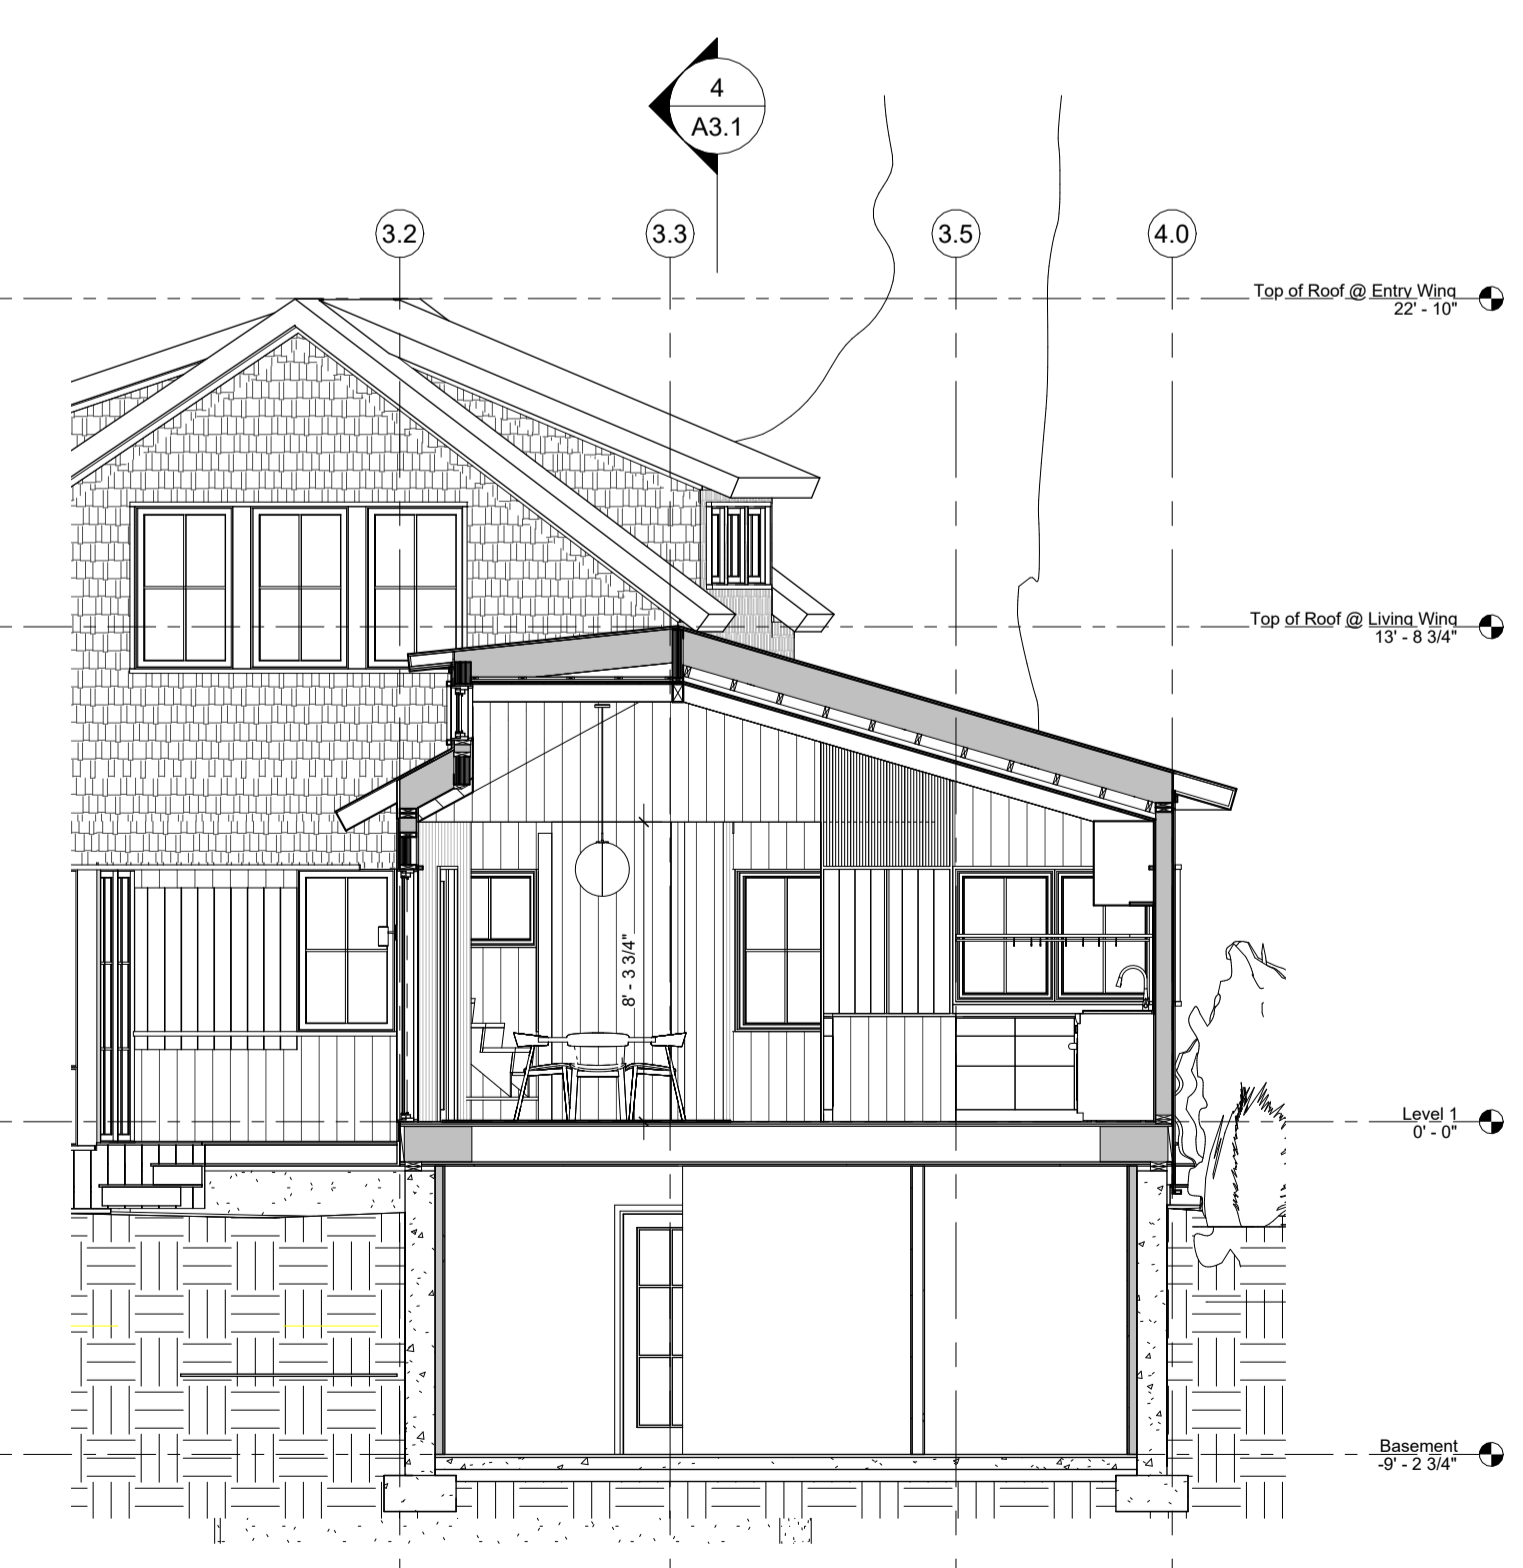 4
A3.1
3.2
3.3
3.5
4.0
Top of Roof @ Entry Wing
22' - 10"
Top of Roof @ Living Wing
13' - 8 3/4"
8' - 3 3/4"
Level 1
0' - 0"
Basement
-9' - 2 3/4"